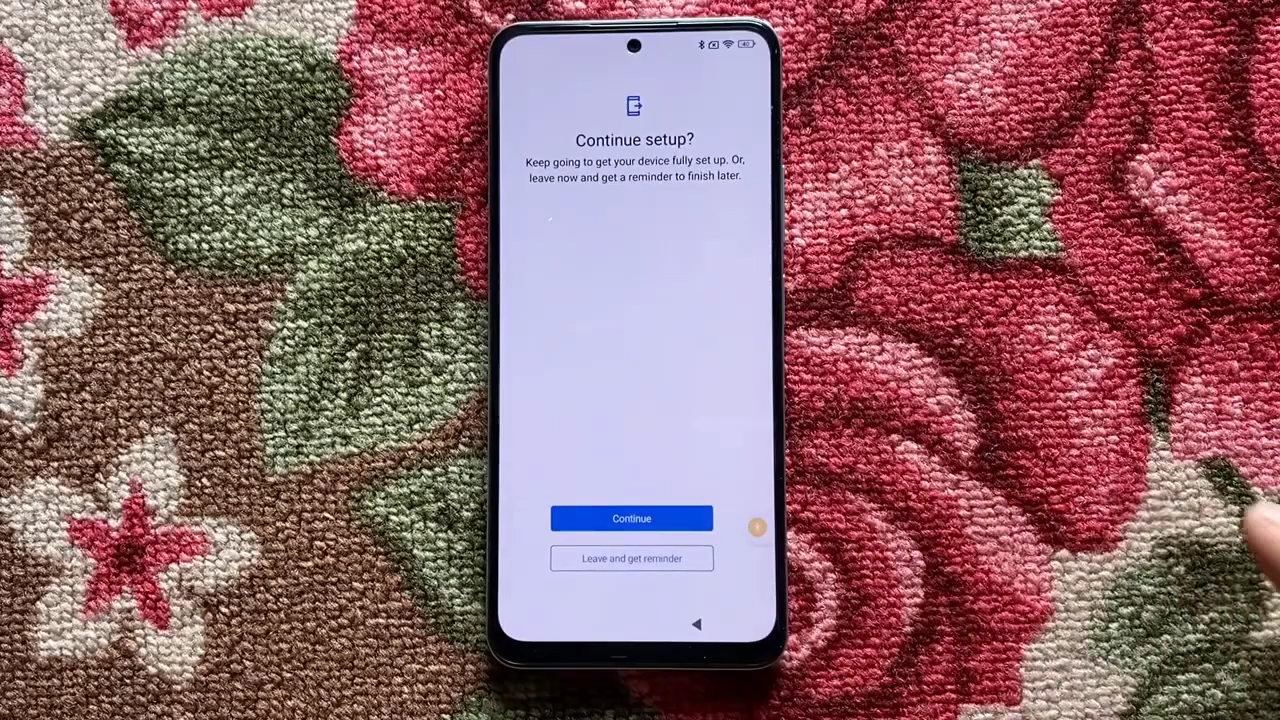 40
Continue setup?
Keep going to get your device fully set up. Or,
leave now and get a reminder to finish later.
Continue
Leave and get reminder